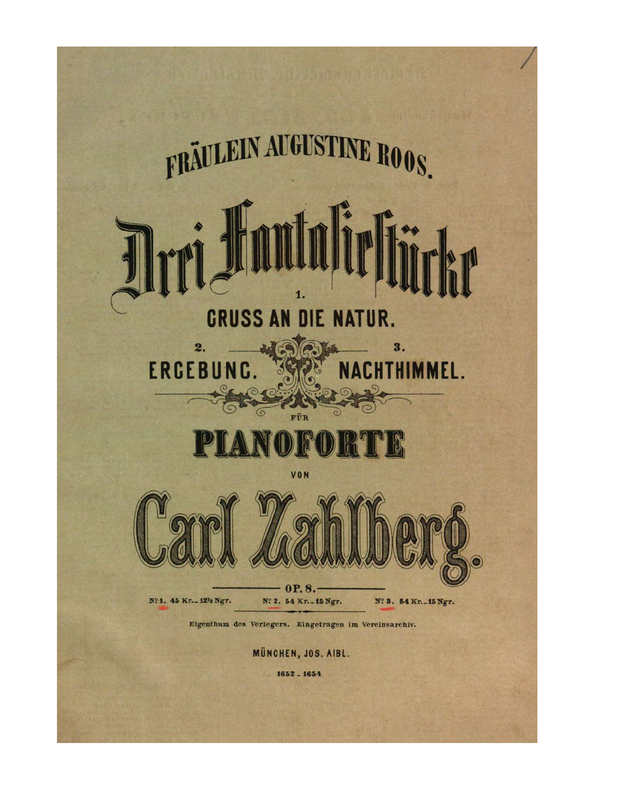 FRÄULEIN AUGUSTINE ROOS.
Drei Fantasiestücke
1.
GRUSS AN DIE NATUR.
2. 3.
ERGEBUNG. NACHTHIMMEL.
FÜR
PIANOFORTE
VON
Carl Zahlberg.
OP. 8.
No. 1. 45 Kr. _ 12½ Ngr. No. 2. 54 Kr. _ 15 Ngr. No. 3. 54 Kr. _ 15 Ngr.
Eigenthum des Verlegers. Eingetragen im Vereinsarchiv.
MÜNCHEN, JOS. AIBL.
1652 - 1654